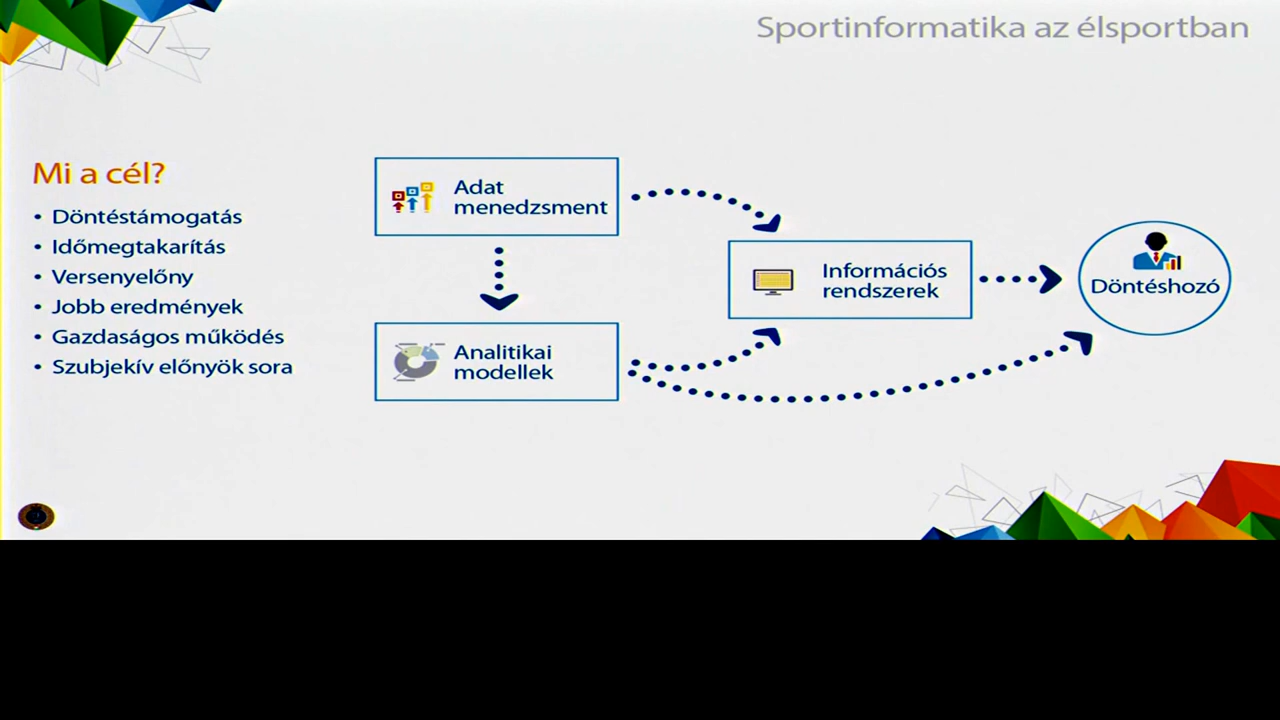 Sportinformatika az élsportban
Mi a cél?
• Döntéstámogatás
• Időmegtakarítás
• Versenyelőny
• Jobb eredmények
• Gazdaságos működés
• Szubjekív előnyök sora
Adat
menedzsment
Analitikai
modellek
Információs
rendszerek
Döntéshozó